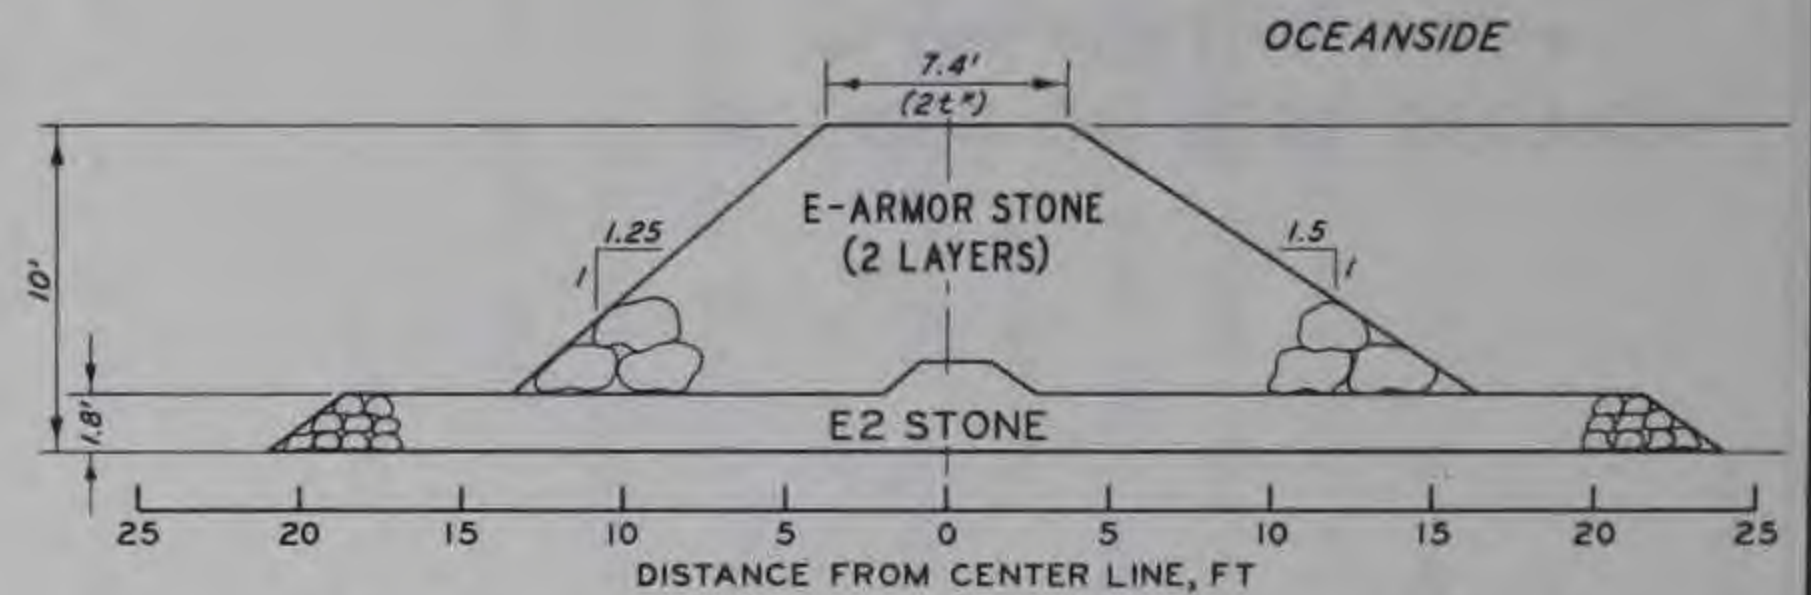 OCEANSIDE
7.4'
(2t")
E-ARMOR STONE
(2 LAYERS)
1.25
1
1.5
1
10'
1.8'
E2 STONE
25 20 15 10 5 0 5 10 15 20 25
DISTANCE FROM CENTER LINE, FT